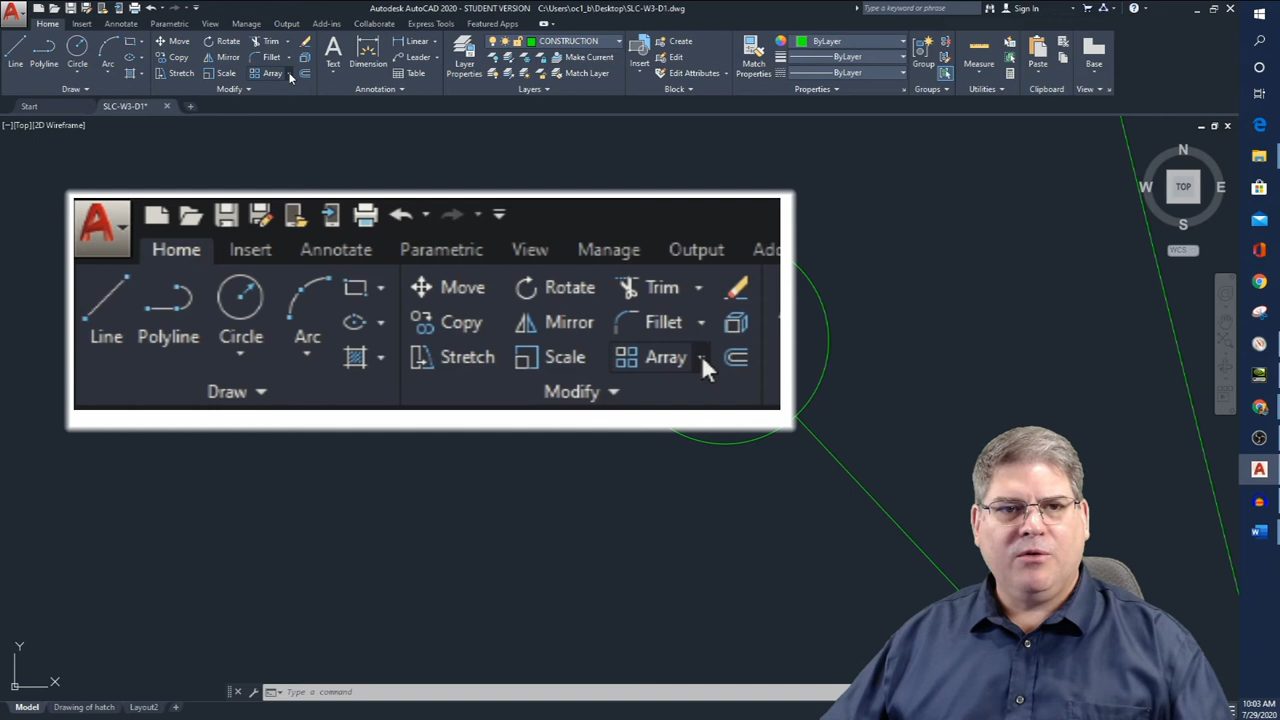 Autodesk AutoCAD 2020 - STUDENT VERSION C:\Users\oc1_b\Desktop\SLC-W3-D1.dwg
Type a keyword or phrase
Sign In
Home Insert Annotate Parametric View Manage Output Add-ins Collaborate Express Tools Featured Apps
Line Polyline Circle Arc
Move Rotate Trim
Copy Mirror Fillet
Stretch Scale Array
Text Dimension
Linear
Leader
Table
Layer Properties
CONSTRUCTION
Make Current
Match Layer
Insert
Create
Edit
Edit Attributes
Match Properties
ByLayer
ByLayer
ByLayer
Group Measure Paste Base
Draw Modify Annotation Layers Block Properties Groups Utilities Clipboard View
Start SLC-W3-D1*
[−][Top][2D Wireframe]
N
W TOP E
S
WCS
Home Insert Annotate Parametric View Manage Output Add
Line Polyline Circle Arc
Move Rotate Trim
Copy Mirror Fillet
Stretch Scale Array
Draw Modify
Y
X
Type a command
Model Drawing of hatch Layout2 +
10:03 AM
7/29/2020